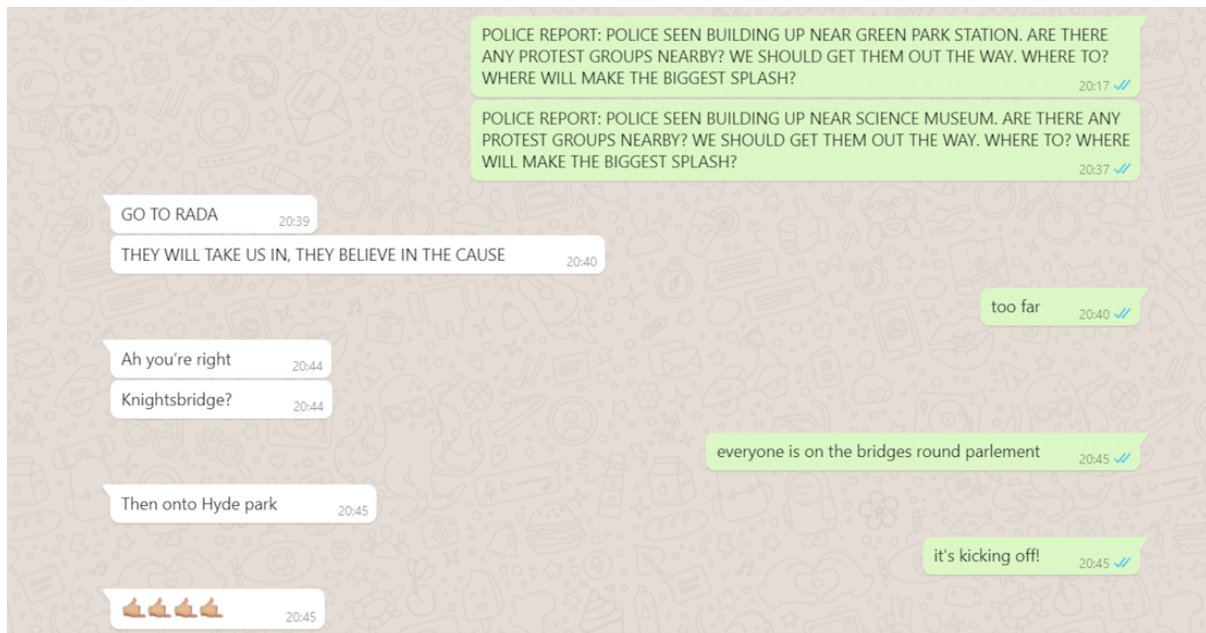 POLICE REPORT: POLICE SEEN BUILDING UP NEAR GREEN PARK STATION. ARE THERE
ANY PROTEST GROUPS NEARBY? WE SHOULD GET THEM OUT THE WAY. WHERE TO?
WHERE WILL MAKE THE BIGGEST SPLASH?
20:17
POLICE REPORT: POLICE SEEN BUILDING UP NEAR SCIENCE MUSEUM. ARE THERE ANY
PROTEST GROUPS NEARBY? WE SHOULD GET THEM OUT THE WAY. WHERE TO? WHERE
WILL MAKE THE BIGGEST SPLASH?
20:37
GO TO RADA
20:39
THEY WILL TAKE US IN, THEY BELIEVE IN THE CAUSE
20:40
too far
20:40
Ah you’re right
20:44
Knightsbridge?
20:44
everyone is on the bridges round parlement
20:45
Then onto Hyde park
20:45
it's kicking off!
20:45
🤙🏼🤙🏼🤙🏼🤙🏼
20:45